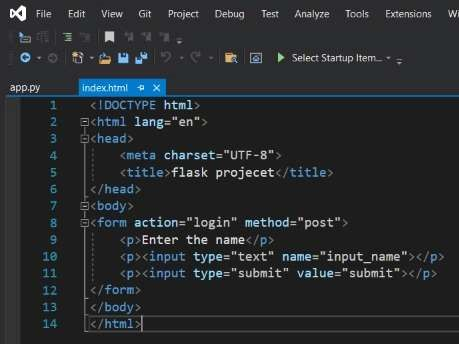 File Edit View Git Project Debug Test Analyze Tools Extensions W
Select Startup Item...
app.py index.html
1 <!DOCTYPE html>
2 <html lang="en">
3 <head>
4 <meta charset="UTF-8">
5 <title>flask projecet</title>
6 </head>
7 <body>
8 <form action="login" method="post">
9 <p>Enter the name</p>
10 <p><input type="text" name="input_name"></p>
11 <p><input type="submit" value="submit"></p>
12 </form>
13 </body>
14 </html>